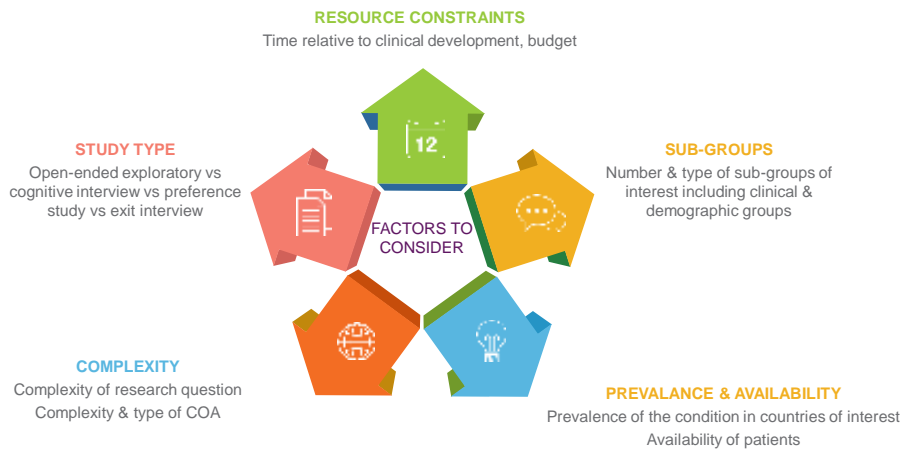 RESOURCE CONSTRAINTS
Time relative to clinical development, budget
12
STUDY TYPE
Open-ended exploratory vs
cognitive interview vs preference
study vs exit interview
SUB-GROUPS
Number & type of sub-groups of
interest including clinical &
demographic groups
FACTORS TO
CONSIDER
COMPLEXITY
Complexity of research question
Complexity & type of COA
PREVALANCE & AVAILABILITY
Prevalence of the condition in countries of interest
Availability of patients